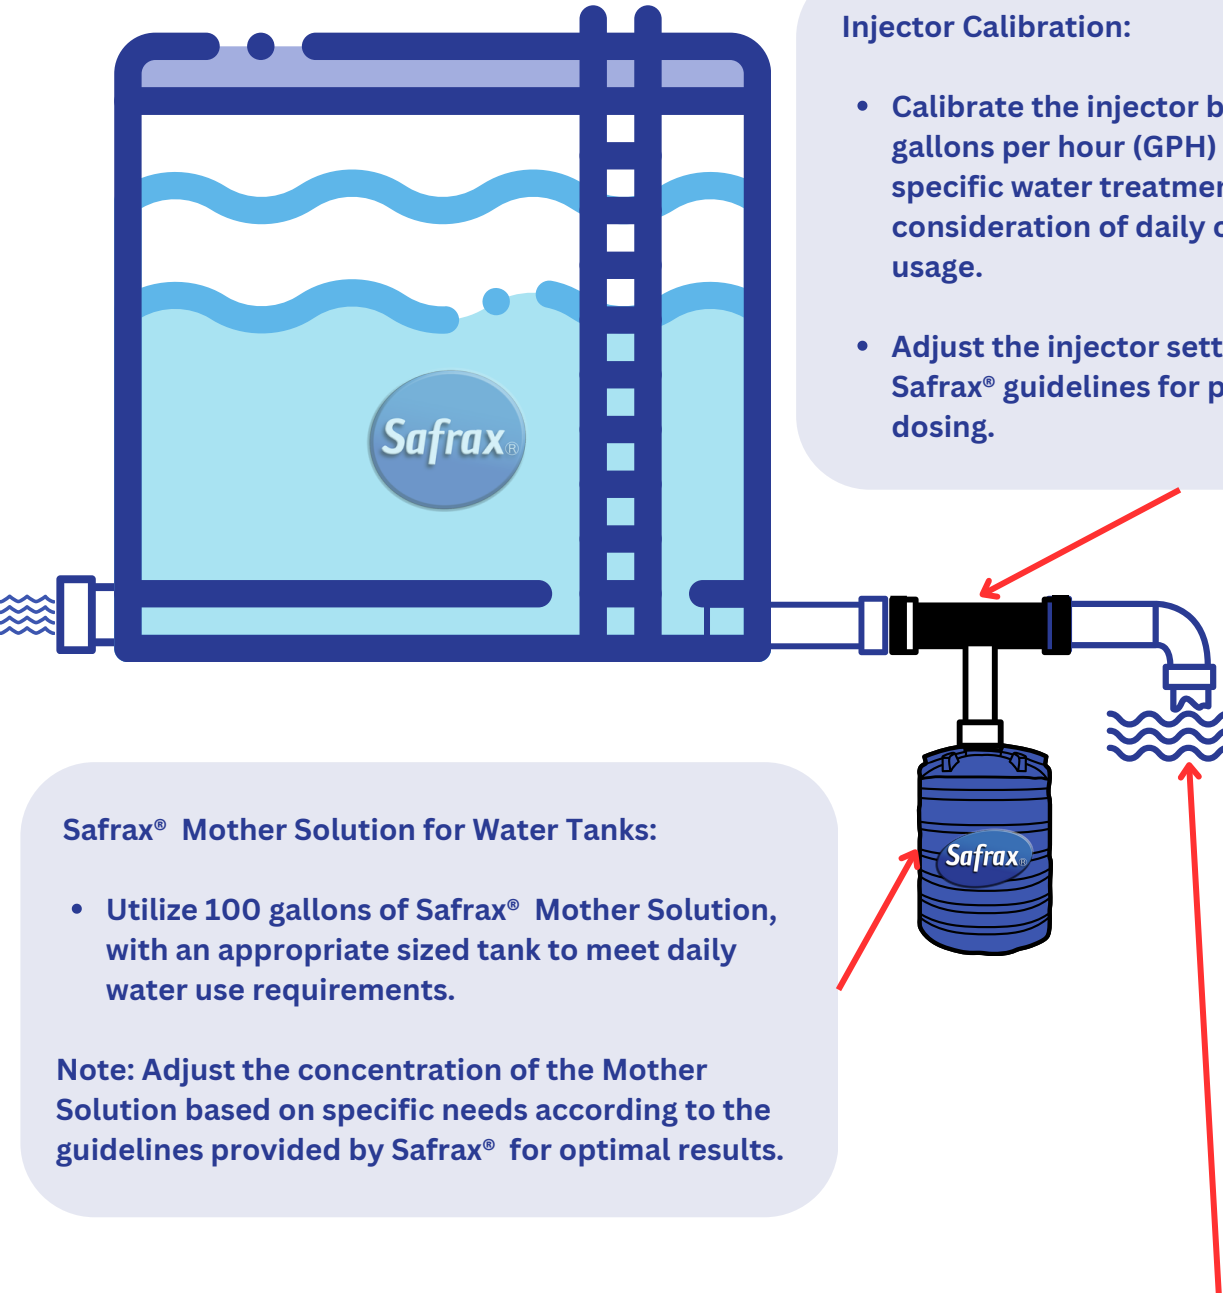 Injector Calibration:
• Calibrate the injector b
gallons per hour (GPH)
specific water treatmen
consideration of daily
usage.
• Adjust the injector sett
Safrax® guidelines for p
dosing.
Safrax®
Safrax®
Safrax® Mother Solution for Water Tanks:
• Utilize 100 gallons of Safrax® Mother Solution,
with an appropriate sized tank to meet daily
water use requirements.
Note: Adjust the concentration of the Mother
Solution based on specific needs according to the
guidelines provided by Safrax® for optimal results.